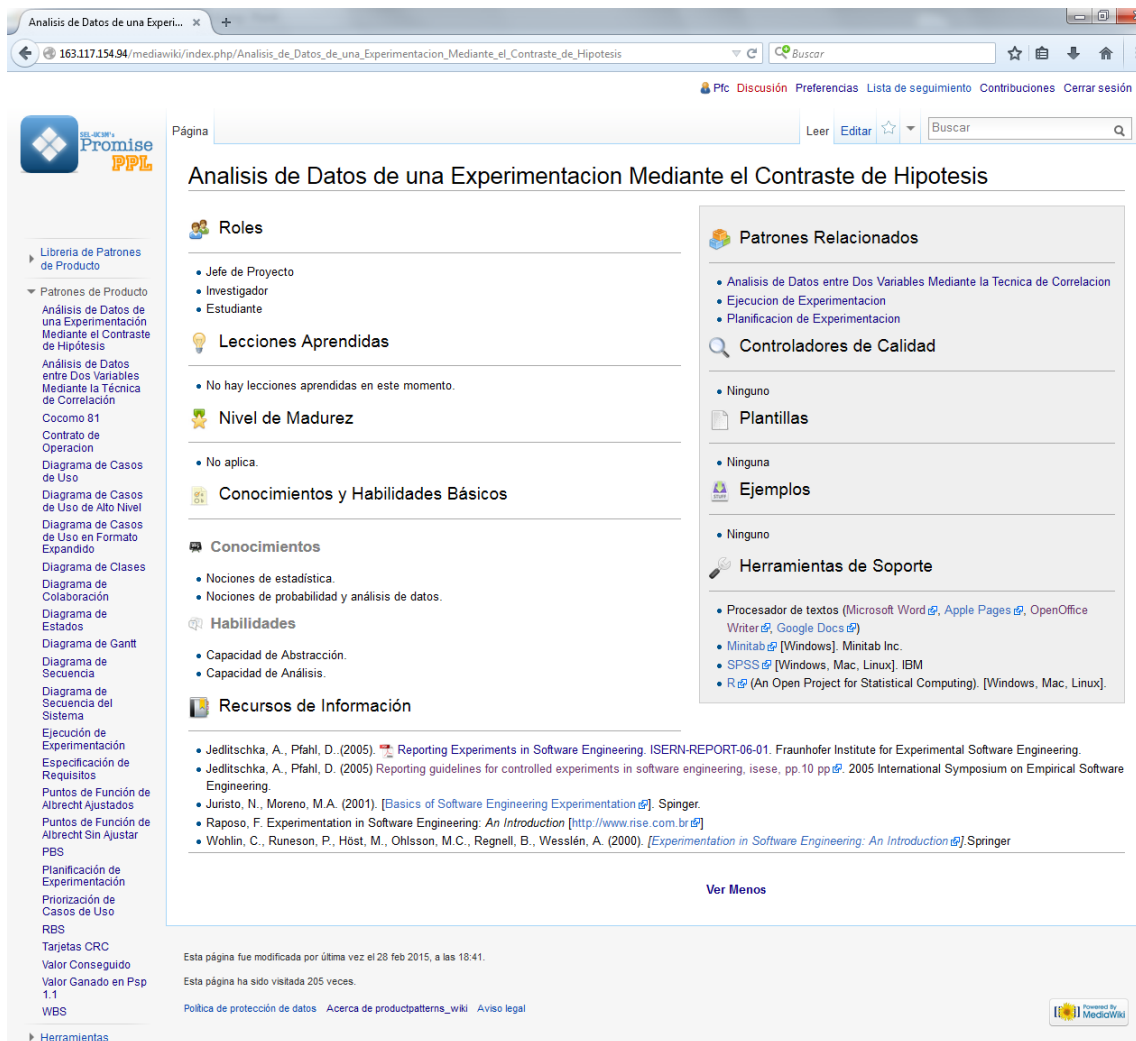 Analisis de Datos de una Experi...
163.117.154.94/mediawiki/index.php/Analisis_de_Datos_de_una_Experimentacion_Mediante_el_Contraste_de_Hipotesis
Buscar
Pfc Discusión Preferencias Lista de seguimiento Contribuciones Cerrar sesión
SEL-UC3M's
Promise
PPL
Página
Leer Editar
Buscar
Libreria de Patrones
de Producto
Patrones de Producto
Análisis de Datos de
una Experimentación
Mediante el Contraste
de Hipótesis
Análisis de Datos
entre Dos Variables
Mediante la Técnica
de Correlación
Cocomo 81
Contrato de
Operacion
Diagrama de Casos
de Uso
Diagrama de Casos
de Uso de Alto Nivel
Diagrama de Casos
de Uso en Formato
Expandido
Diagrama de Clases
Diagrama de
Colaboración
Diagrama de
Estados
Diagrama de Gantt
Diagrama de
Secuencia
Diagrama de
Secuencia del
Sistema
Ejecución de
Experimentación
Especificación de
Requisitos
Puntos de Función de
Albrecht Ajustados
Puntos de Función de
Albrecht Sin Ajustar
PBS
Planificación de
Experimentación
Priorización de
Casos de Uso
RBS
Tarjetas CRC
Valor Conseguido
Valor Ganado en Psp
1.1
WBS
Herramientas
Analisis de Datos de una Experimentacion Mediante el Contraste de Hipotesis
Roles
Jefe de Proyecto
Investigador
Estudiante
Lecciones Aprendidas
No hay lecciones aprendidas en este momento.
Nivel de Madurez
No aplica.
Conocimientos y Habilidades Básicos
Conocimientos
Nociones de estadística.
Nociones de probabilidad y análisis de datos.
Habilidades
Capacidad de Abstracción.
Capacidad de Análisis.
Recursos de Información
Patrones Relacionados
Analisis de Datos entre Dos Variables Mediante la Tecnica de Correlacion
Ejecucion de Experimentacion
Planificacion de Experimentacion
Controladores de Calidad
Ninguno
Plantillas
Ninguna
Ejemplos
Ninguno
Herramientas de Soporte
Procesador de textos (Microsoft Word, Apple Pages, OpenOffice
Writer, Google Docs)
Minitab [Windows]. Minitab Inc.
SPSS [Windows, Mac, Linux]. IBM
R (An Open Project for Statistical Computing). [Windows, Mac, Linux].
Jedlitschka, A., Pfahl, D..(2005). Reporting Experiments in Software Engineering. ISERN-REPORT-06-01. Fraunhofer Institute for Experimental Software Engineering.
Jedlitschka, A., Pfahl, D. (2005) Reporting guidelines for controlled experiments in software engineering, isese, pp.10 pp. 2005 International Symposium on Empirical Software
Engineering.
Juristo, N., Moreno, M.A. (2001). [Basics of Software Engineering Experimentation]. Spinger.
Raposo, F. Experimentation in Software Engineering: An Introduction [http://www.rise.com.br]
Wohlin, C., Runeson, P., Höst, M., Ohlsson, M.C., Regnell, B., Wesslén, A. (2000). [Experimentation in Software Engineering: An Introduction].Springer
Ver Menos
Esta página fue modificada por última vez el 28 feb 2015, a las 18:41.
Esta página ha sido visitada 205 veces.
Política de protección de datos Acerca de productpatterns_wiki Aviso legal
Powered By
MediaWiki